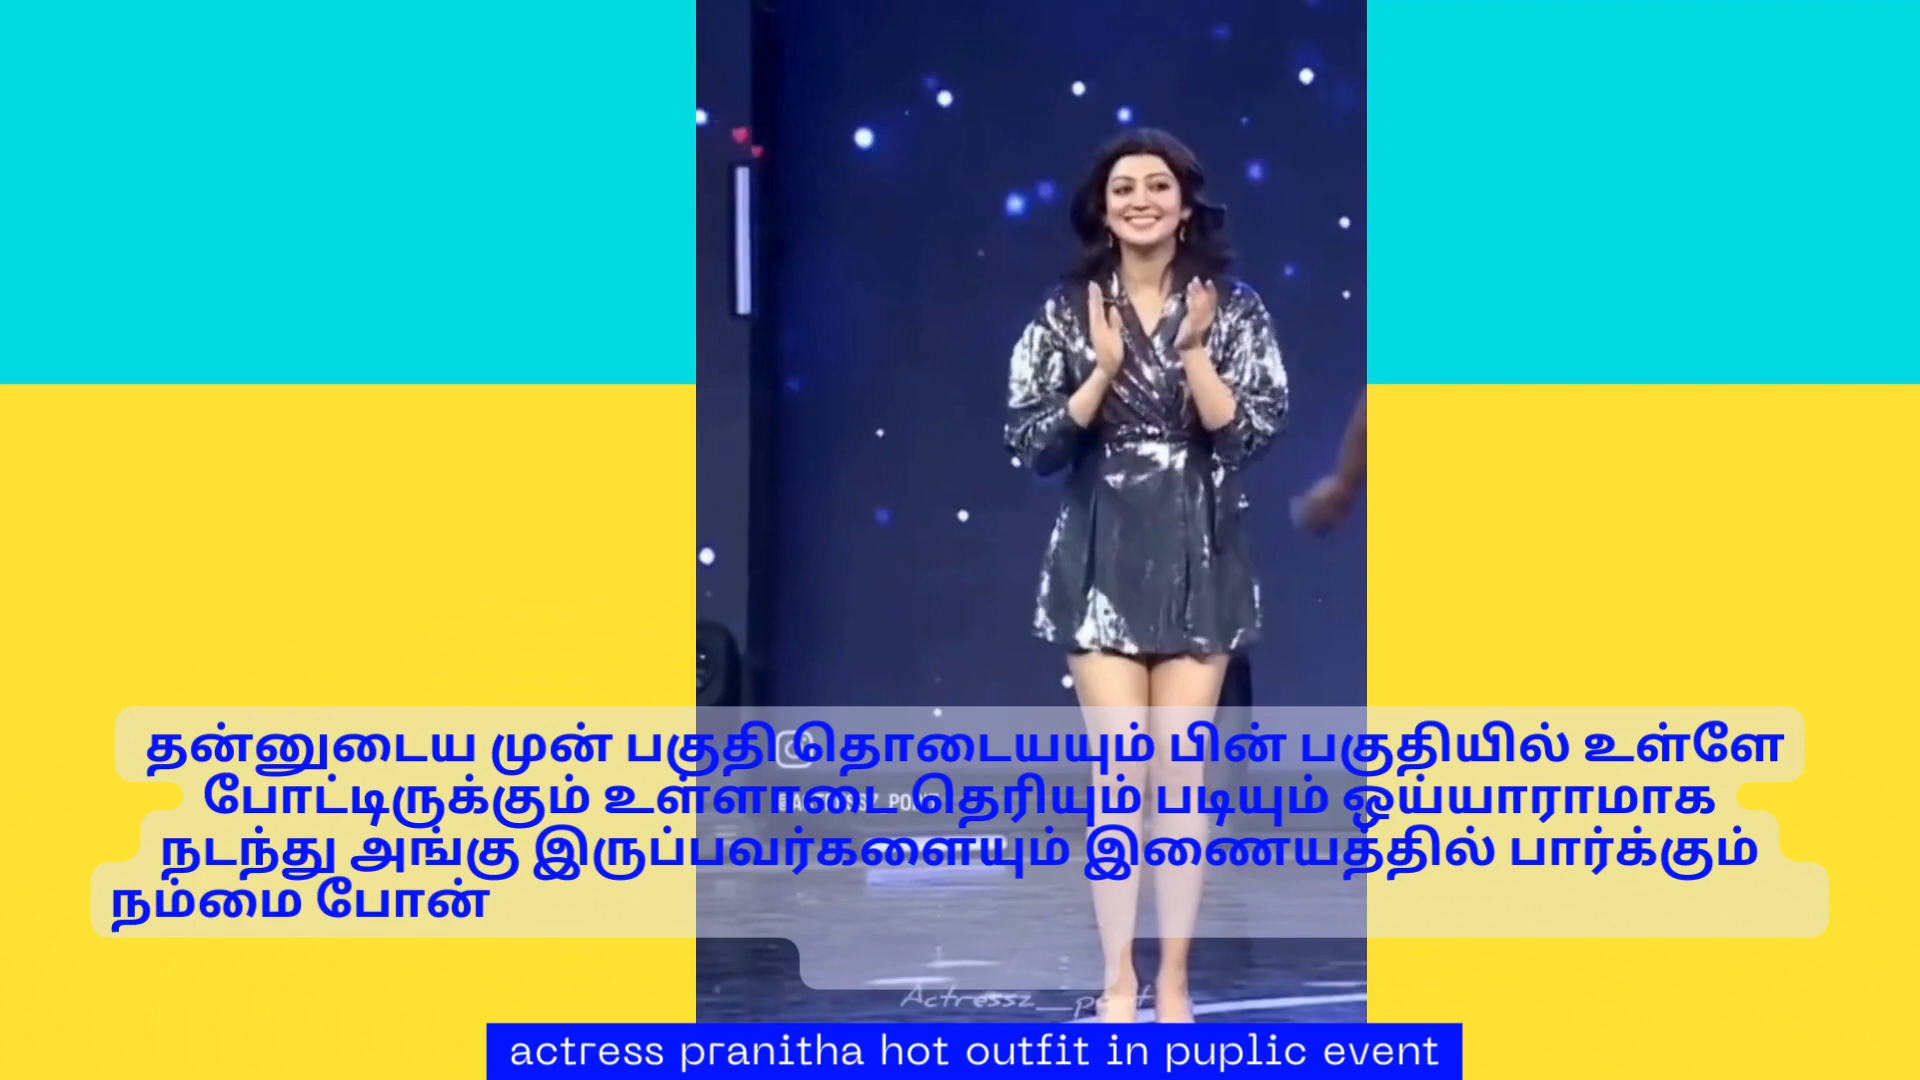 தன்னுடைய முன் பகுதி தொடையயும் பின் பகுதியில் உள்ளே
போட்டிருக்கும் உள்ளாடை தெரியும் படியும் ஒய்யாராமாக
நடந்து அங்கு இருப்பவர்களையும் இணையத்தில் பார்க்கும்
நம்மை போன்
Actressz__point
actress pranitha hot outfit in puplic event